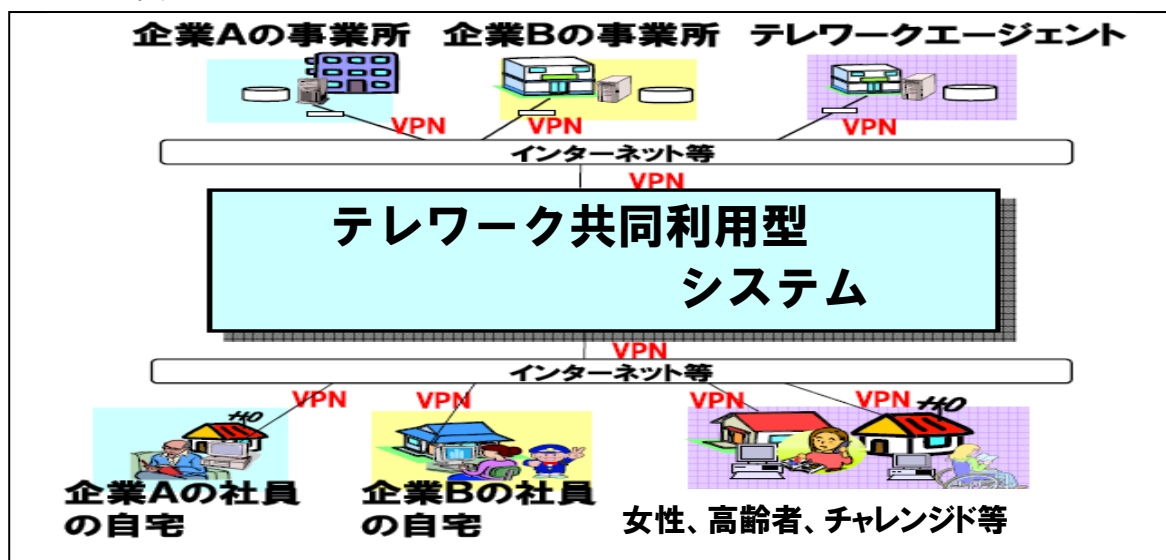 企業Aの事業所 企業Bの事業所 テレワークエージェント
VPN VPN VPN
インターネット等
VPN
テレワーク共同利用型
システム
VPN
インターネット等
VPN VPN VPN VPN
企業Aの社員
の自宅
企業Bの社員
の自宅
女性、高齢者、チャレンジド等